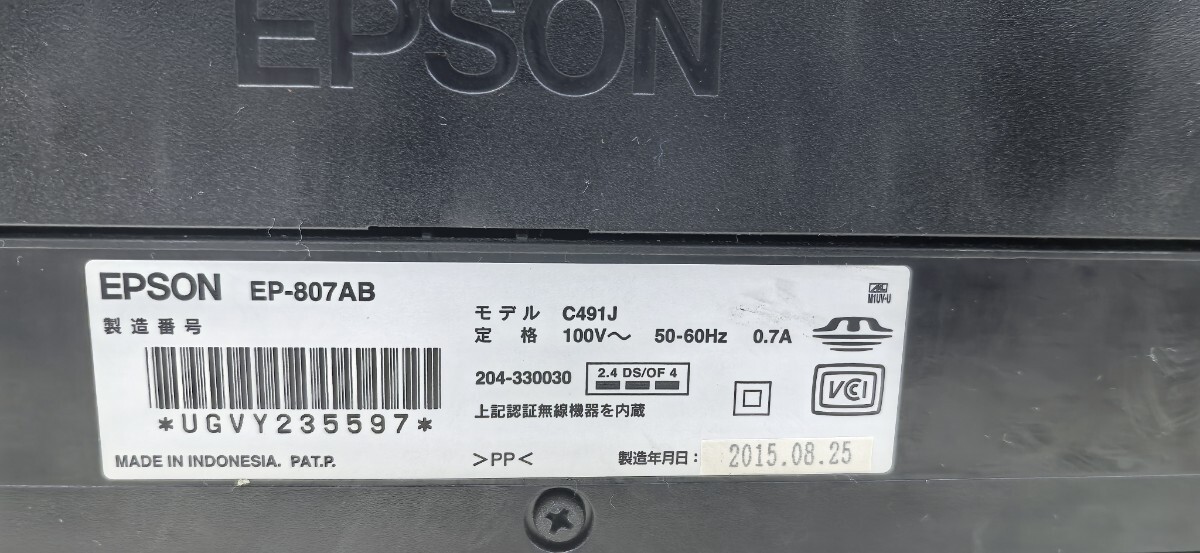 EPSON
EPSON EP-807AB
製造番号
*UGVY235597*
MADE IN INDONESIA. PAT.P.
モデル C491J
定格 100V～ 50-60Hz 0.7A
204-330030 2.4 DS/OF 4
上記認証無線機器を内蔵
>PP<
製造年月日： 2015.08.25
M1UV-U
VCI